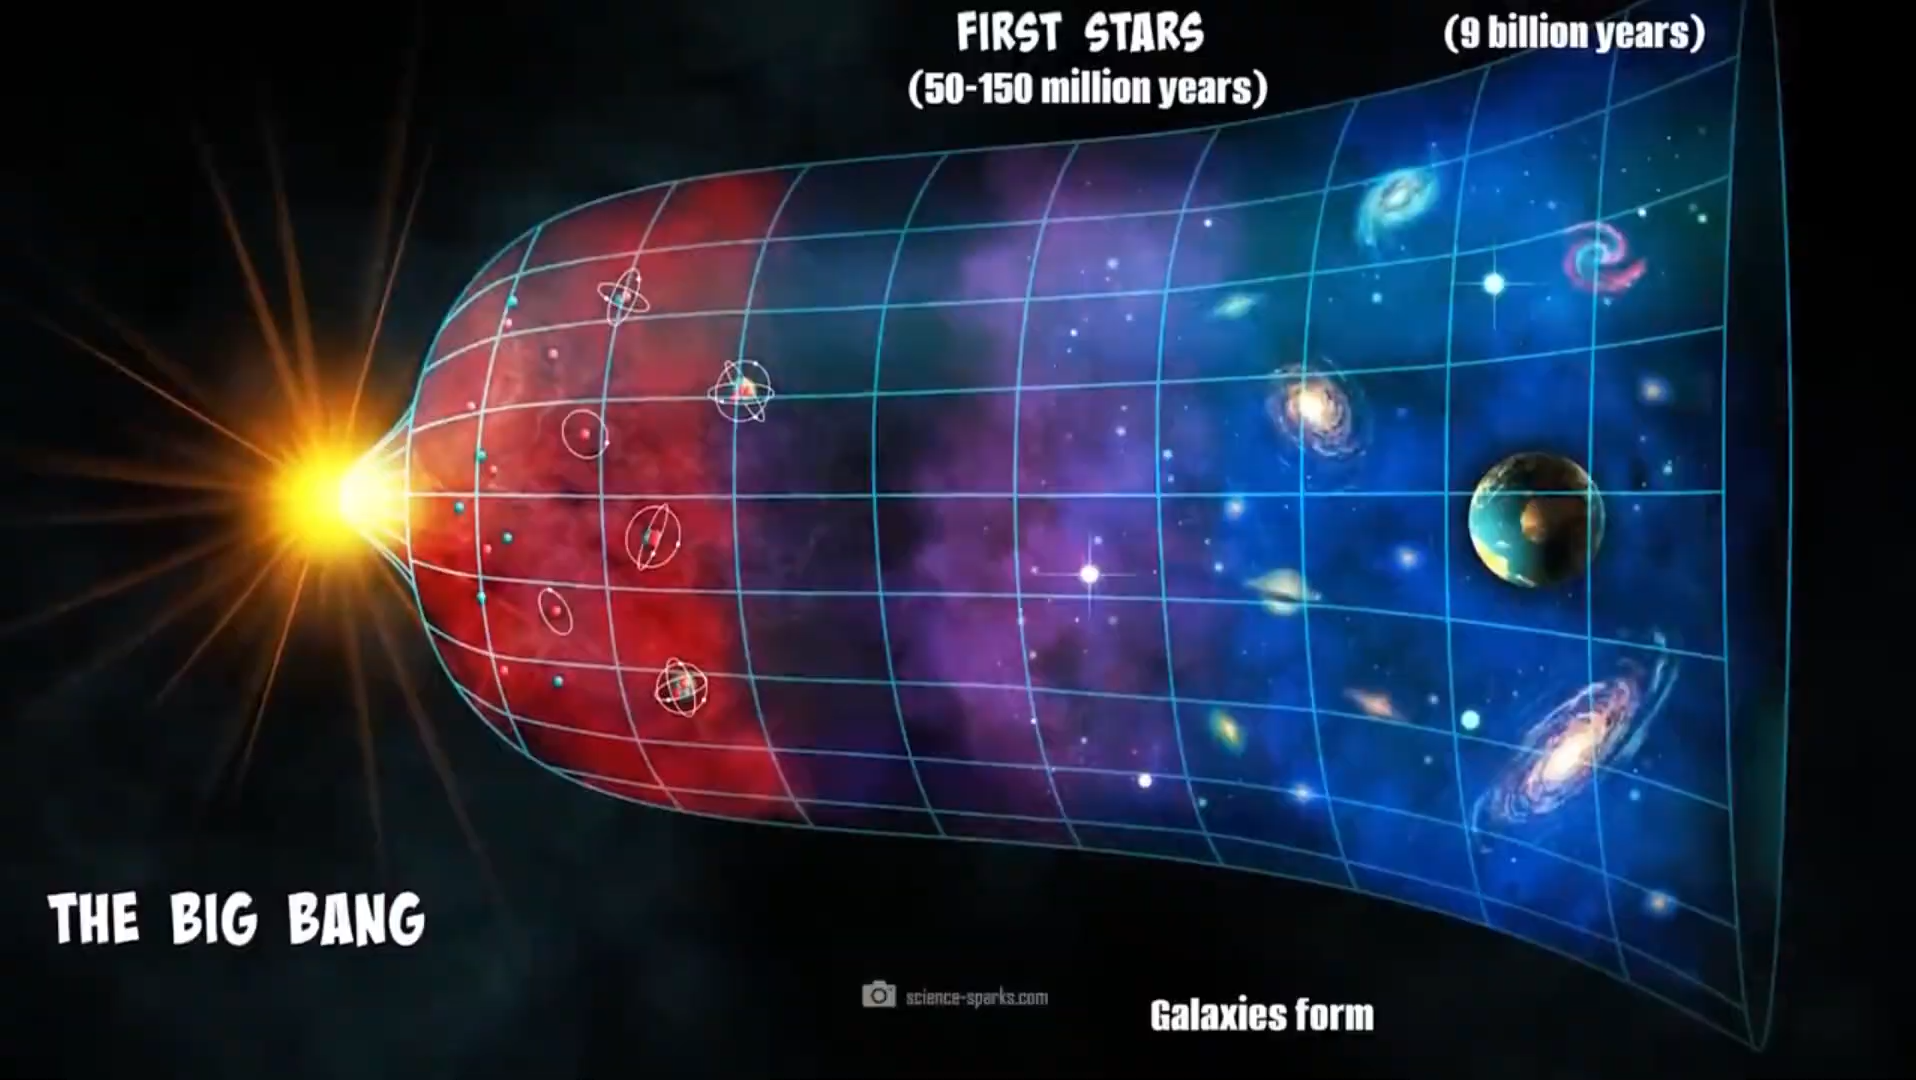 FIRST STARS
(50-150 million years)
(9 billion years)
THE BIG BANG
science-sparks.com
Galaxies form